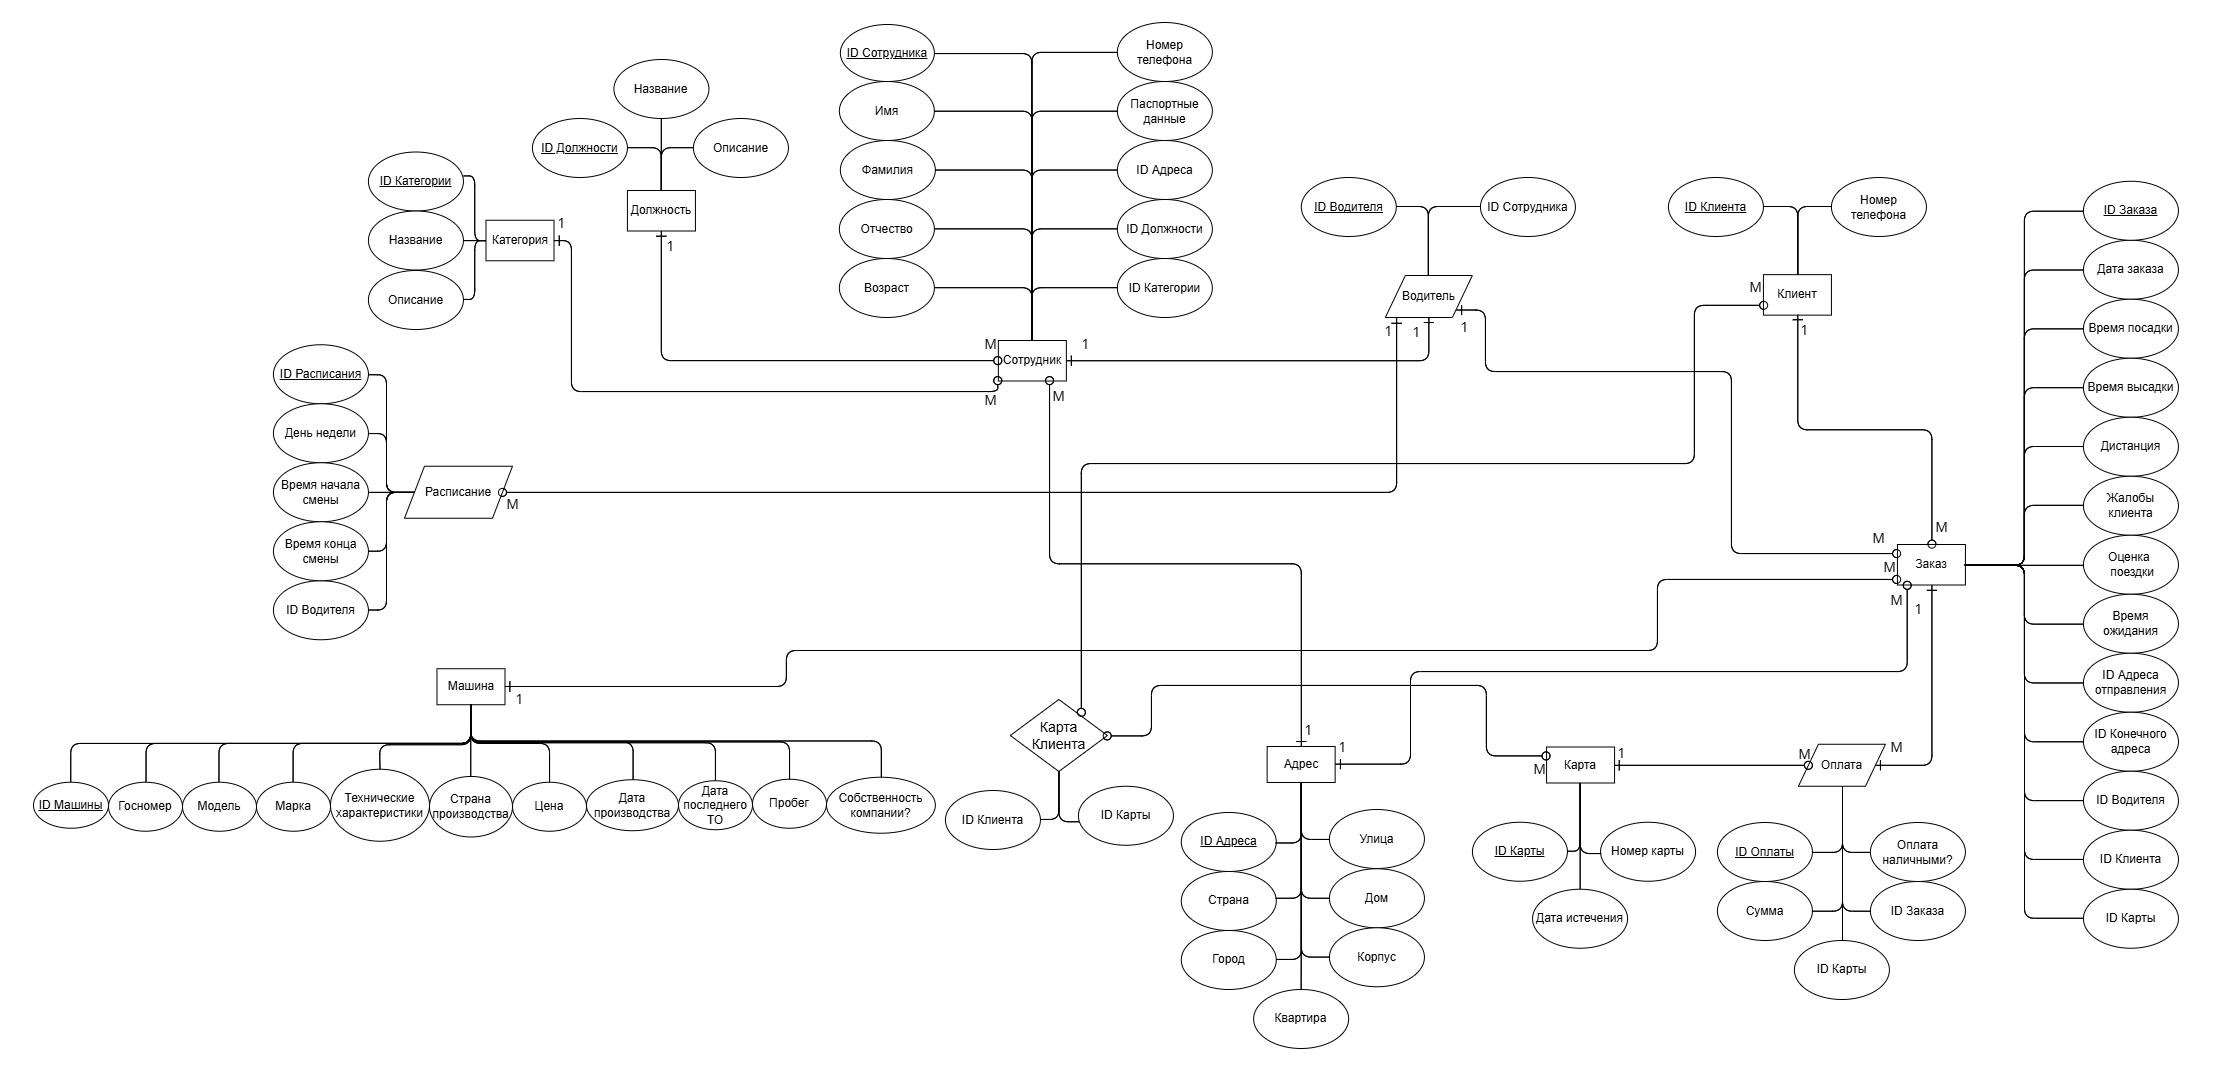 ID Сотрудника
Имя
Фамилия
Отчество
Возраст
Номер
телефона
Паспортные
данные
ID Адреса
ID Должности
ID Категории
M
Сотрудник
1
M
M
Название
ID Должности
Описание
Должность
1
ID Категории
Название
Описание
Категория
1
ID Расписания
День недели
Время начала
смены
Время конца
смены
ID Водителя
Расписание
M
ID Водителя
ID Сотрудника
Водитель
1
1
1
ID Клиента
Номер
телефона
M
Клиент
1
ID Заказа
Дата заказа
Время посадки
Время высадки
Дистанция
Жалобы
клиента
Оценка
поездки
Время
ожидания
ID Адреса
отправления
ID Конечного
адреса
ID Водителя
ID Клиента
ID Карты
M
M
M
Заказ
M
1
Машина
1
ID Машины
Госномер
Модель
Марка
Технические
характеристики
Страна
производства
Цена
Дата
производства
Дата
последнего
ТО
Пробег
Собственность
компании?
Карта
Клиента
ID Клиента
ID Карты
1
Адрес
1
ID Адреса
Страна
Город
Улица
Дом
Корпус
Квартира
M
Карта
1
ID Карты
Номер карты
Дата истечения
M
Оплата
M
ID Оплаты
Сумма
Оплата
наличными?
ID Заказа
ID Карты